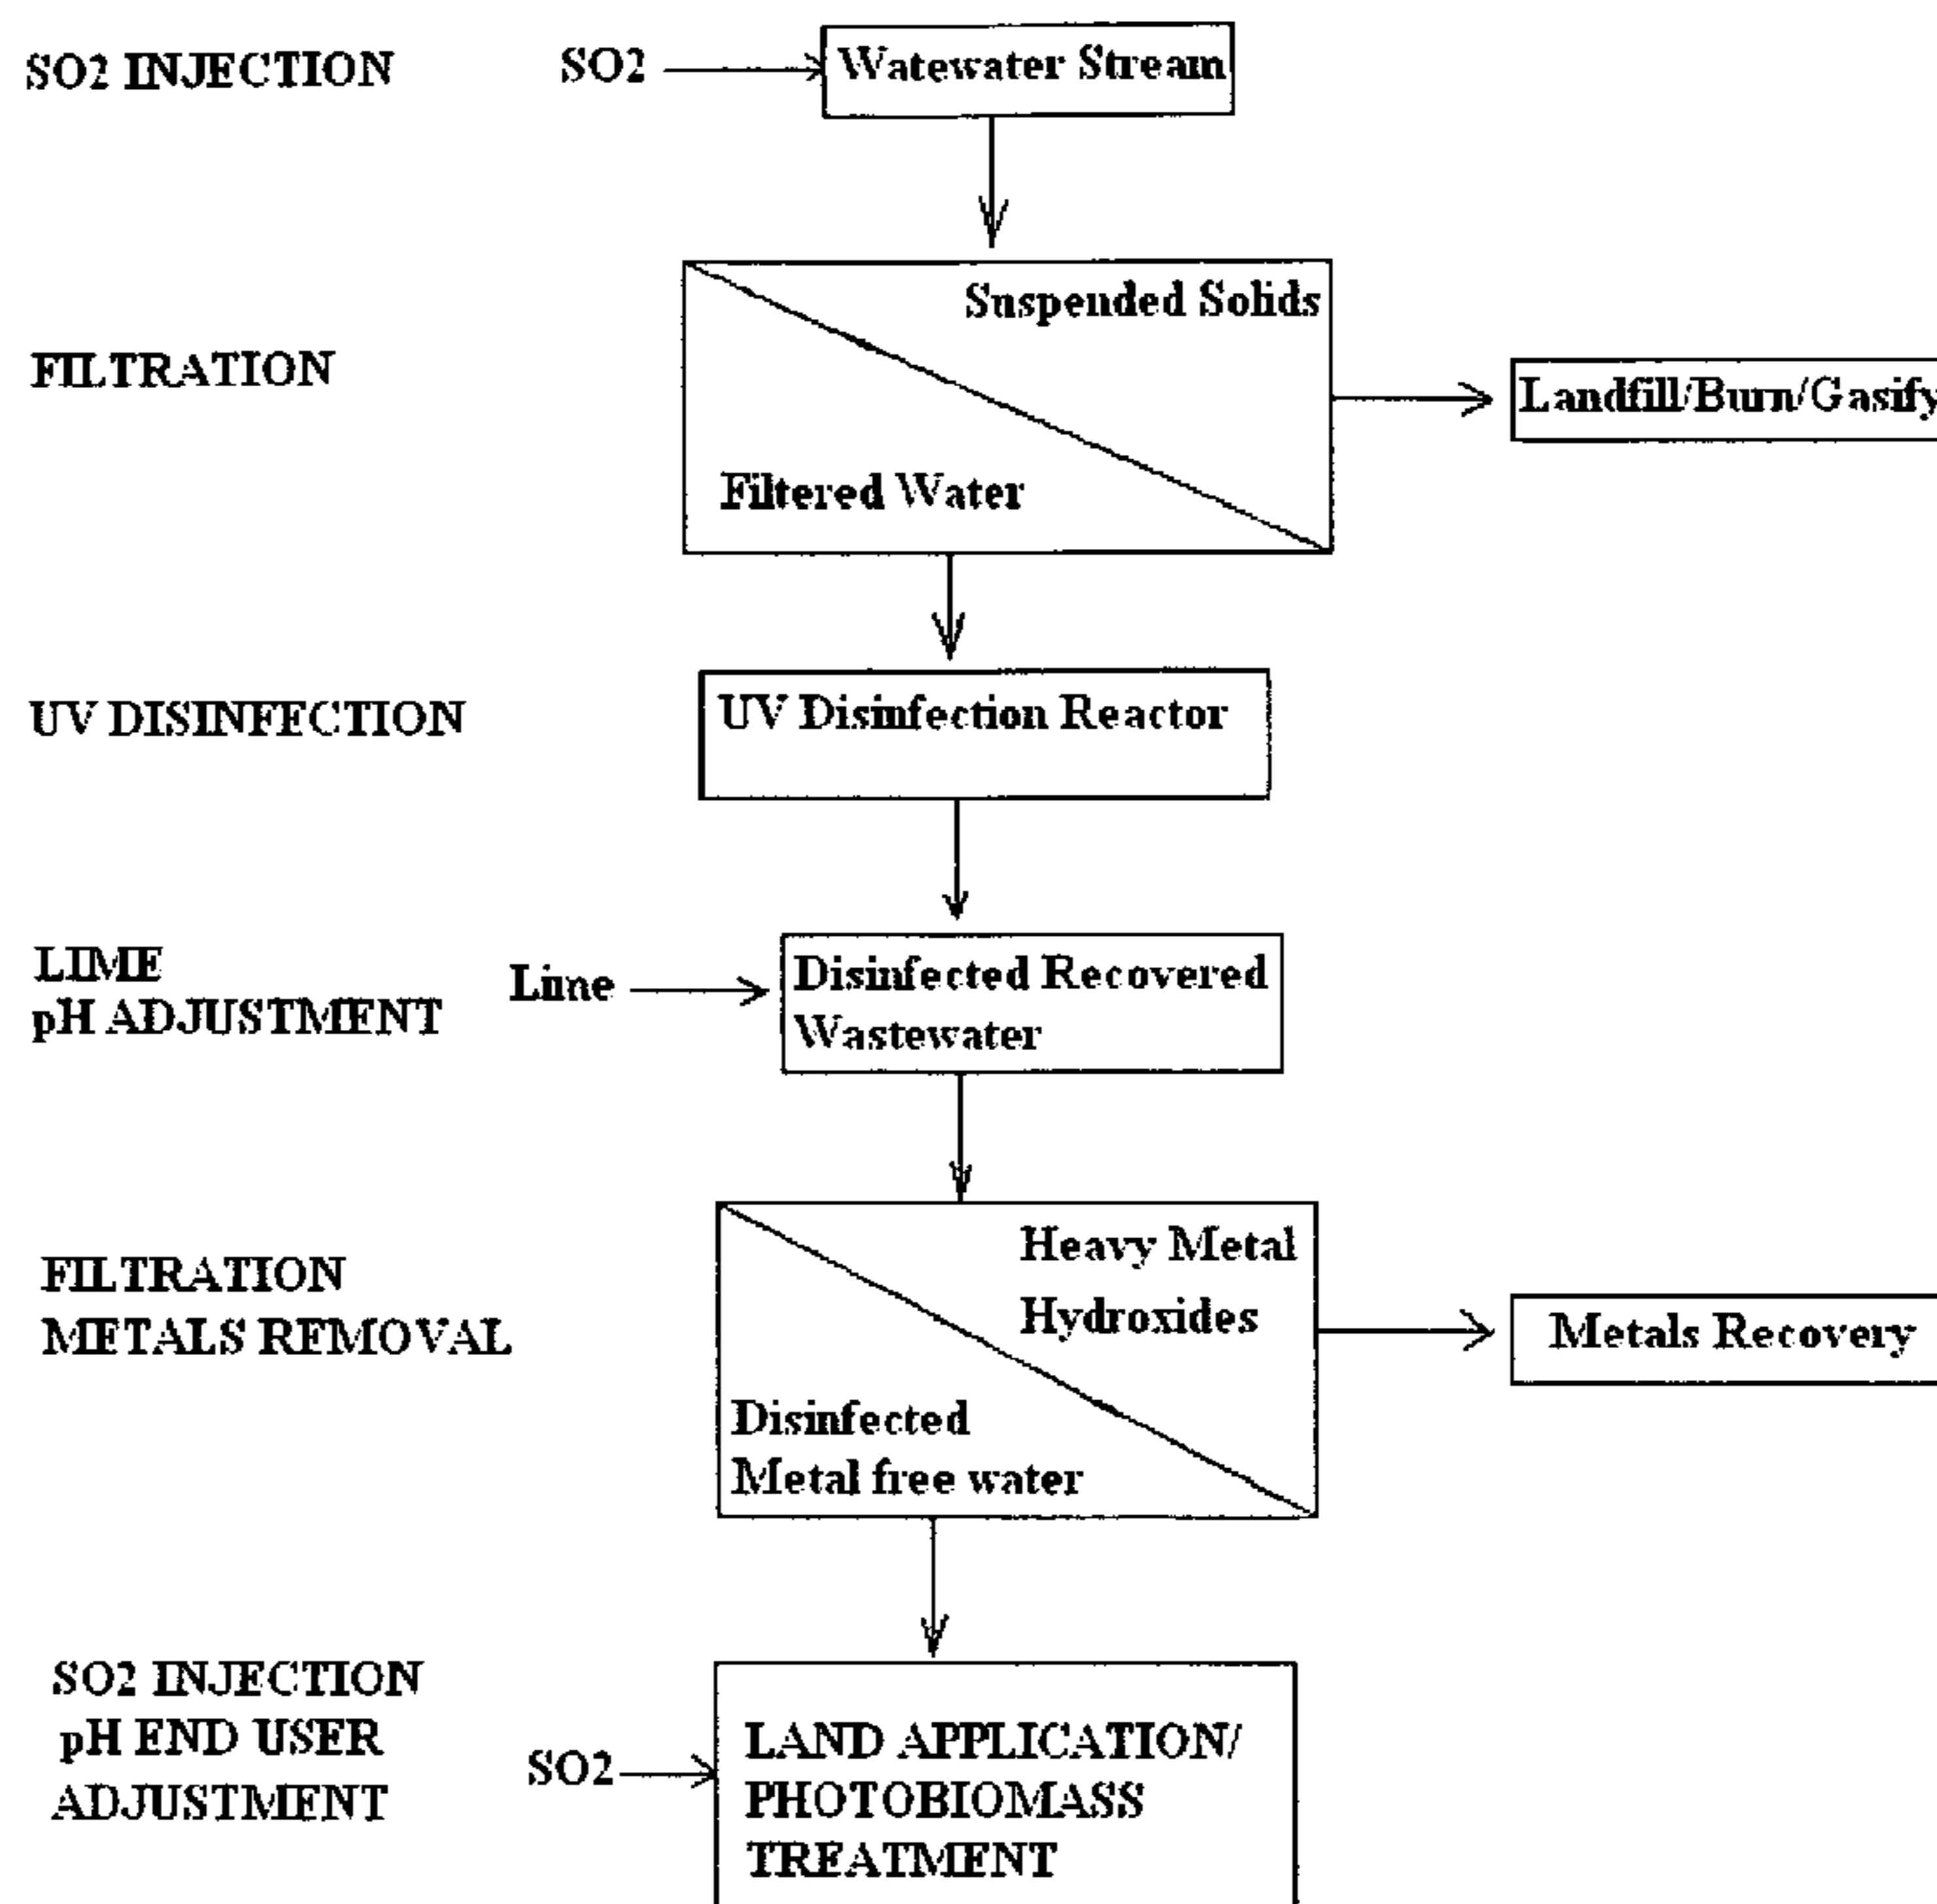 SO2 INJECTION
SO2
Watewater Stream
Suspended Solids
FILTRATION
Landfill/Burn/Gasify
Filtered Water
UV DISINFECTION
UV Disinfection Reactor
LIME
pH ADJUSTMENT
Lime
Disinfected Recovered
Wastewater
FILTRATION
METALS REMOVAL
Heavy Metal
Hydroxides
Metals Recovery
Disinfected
Metal free water
SO2 INJECTION
pH END USER
ADJUSTMENT
SO2
LAND APPLICATION/
PHOTOBIOMASS
TREATMENT